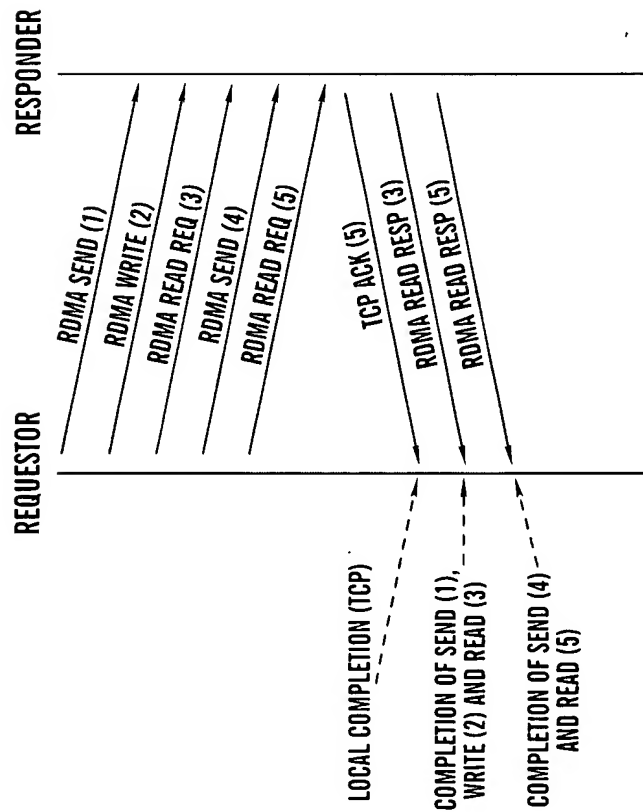 REQUESTOR
RESPONDER
RDMA SEND (1)
RDMA WRITE (2)
RDMA READ REQ (3)
RDMA SEND (4)
RDMA READ REQ (5)
TCP ACK (5)
RDMA READ RESP (3)
RDMA READ RESP (5)
LOCAL COMPLETION (TCP)
COMPLETION OF SEND (1),
WRITE (2) AND READ (3)
COMPLETION OF SEND (4)
AND READ (5)